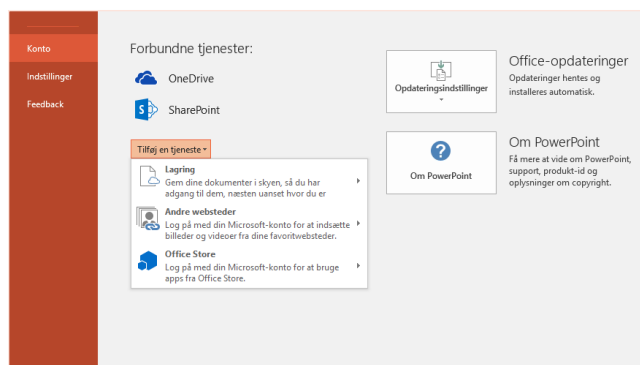 Konto
Indstillinger
Feedback
Forbundne tjenester:
OneDrive
SharePoint
Tilføj en tjeneste
Lagring
Gem dine dokumenter i skyen, så du har
adgang til dem, næsten uanset hvor du er
Andre websteder
Log på med din Microsoft-konto for at indsætte
billeder og videoer fra dine favoritwebsteder.
Office Store
Log på med din Microsoft-konto for at bruge
apps fra Office Store.
Opdateringsindstillinger
Office-opdateringer
Opdateringer hentes og
installeres automatisk.
Om PowerPoint
Om PowerPoint
Få mere at vide om PowerPoint,
support, produkt-id og
oplysninger om copyright.